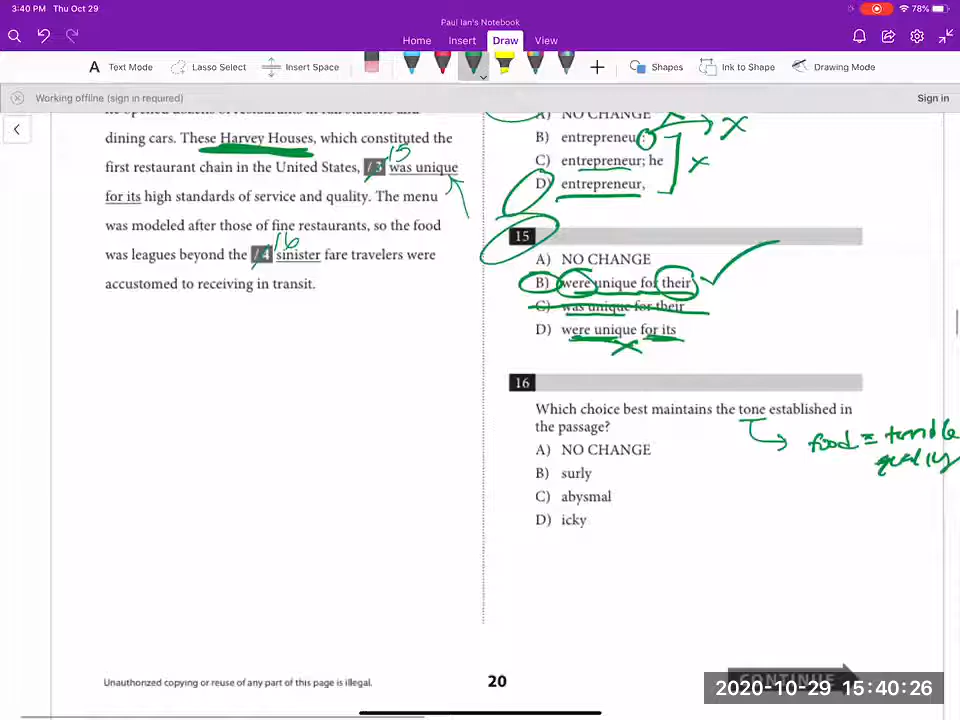 3:40 PM Thu Oct 29
78%
Paul Ian's Notebook
Home Insert Draw View
A Text Mode Lasso Select Insert Space Shapes Ink to Shape Drawing Mode
Working offline (sign in required) Sign in
dining cars. These Harvey Houses, which constituted the
first restaurant chain in the United States, 13 15 was unique
for its high standards of service and quality. The menu
was modeled after those of fine restaurants, so the food
was leagues beyond the 14 16 sinister fare travelers were
accustomed to receiving in transit.
A) NO CHANGE
B) entrepreneur: X
C) entrepreneur; he X
D) entrepreneur,
15
A) NO CHANGE
B) were unique for their
C) was unique for their
D) were unique for its
X
16
Which choice best maintains the tone established in
the passage?
food = terrible
quality
A) NO CHANGE
B) surly
C) abysmal
D) icky
Unauthorized copying or reuse of any part of this page is illegal.
20
CONTINUE
2020-10-29 15:40:26